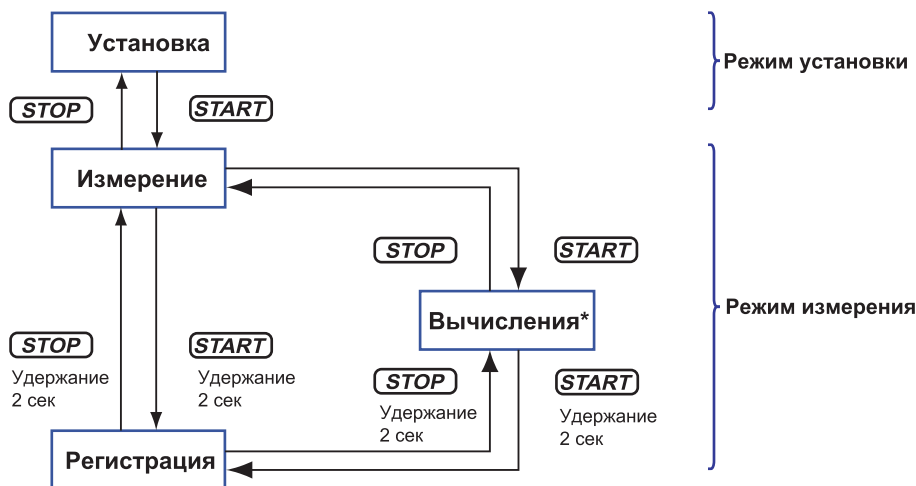 Установка
Режим установки
STOP
START
Измерение
STOP
START
Вычисления*
Режим измерения
STOP
START
Удержание
2 сек
Удержание
2 сек
STOP
START
Удержание
2 сек
Удержание
2 сек
Регистрация